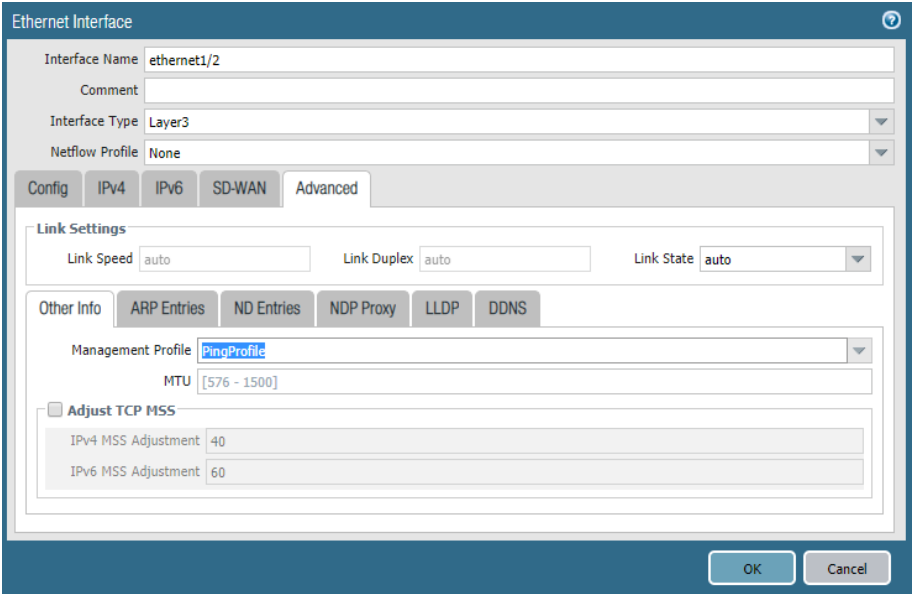 Ethernet Interface
Interface Name ethernet1/2
Comment
Interface Type Layer3
Netflow Profile None
Config IPv4 IPv6 SD-WAN Advanced
Link Settings
Link Speed auto Link Duplex auto Link State auto
Other Info ARP Entries ND Entries NDP Proxy LLDP DDNS
Management Profile PingProfile
MTU [576 - 1500]
Adjust TCP MSS
IPv4 MSS Adjustment 40
IPv6 MSS Adjustment 60
OK Cancel